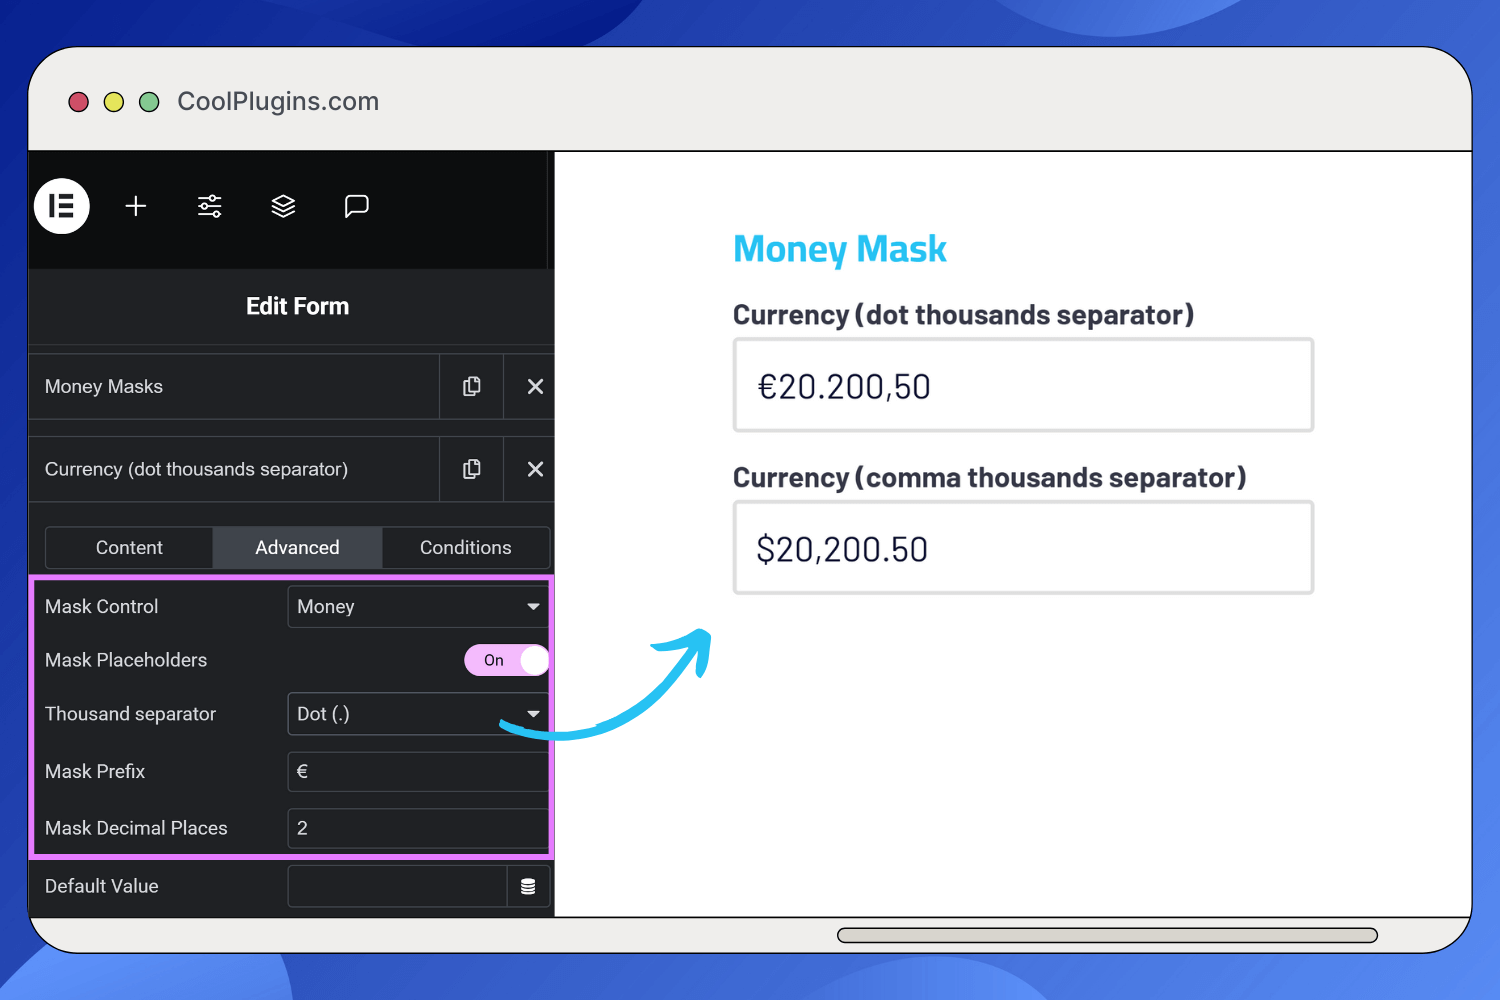 CoolPlugins.com
Edit Form
Money Masks
Currency (dot thousands separator)
Content Advanced Conditions
Mask Control Money
Mask Placeholders On
Thousand separator Dot (.)
Mask Prefix €
Mask Decimal Places 2
Default Value
Money Mask
Currency (dot thousands separator)
€20.200,50
Currency (comma thousands separator)
$20,200.50